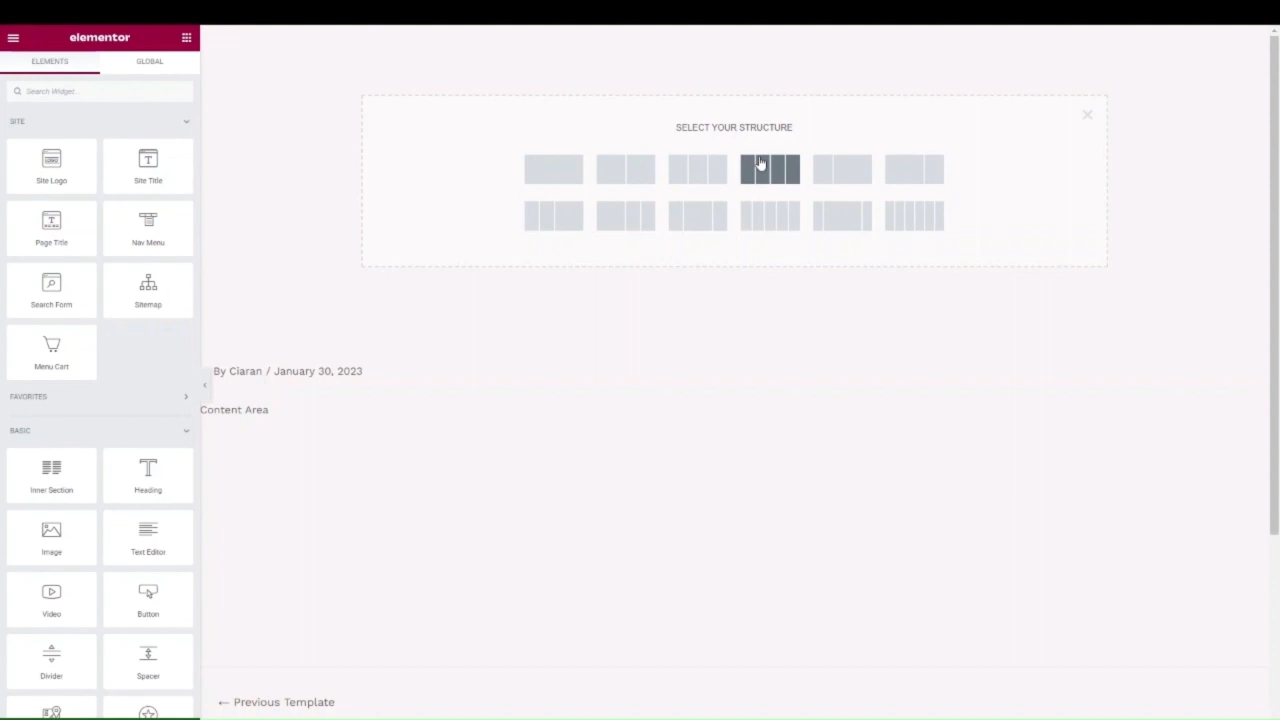 elementor
ELEMENTS
GLOBAL
Search Widget...
SITE
Site Logo
Site Title
Page Title
Nav Menu
Search Form
Sitemap
Menu Cart
FAVORITES
BASIC
Inner Section
Heading
Image
Text Editor
Video
Button
Divider
Spacer
SELECT YOUR STRUCTURE
By Ciaran / January 30, 2023
Content Area
← Previous Template